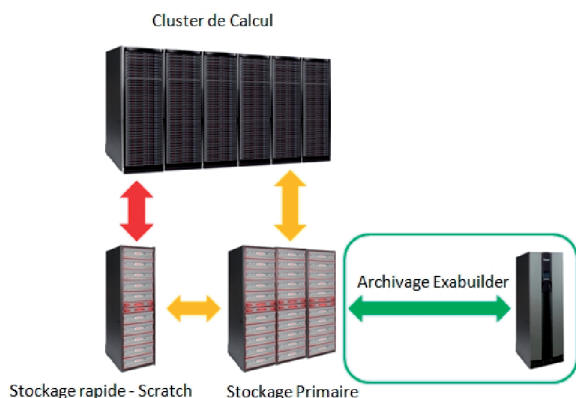 Cluster de Calcul
Archivage Exabuilder
Stockage rapide - Scratch
Stockage Primaire